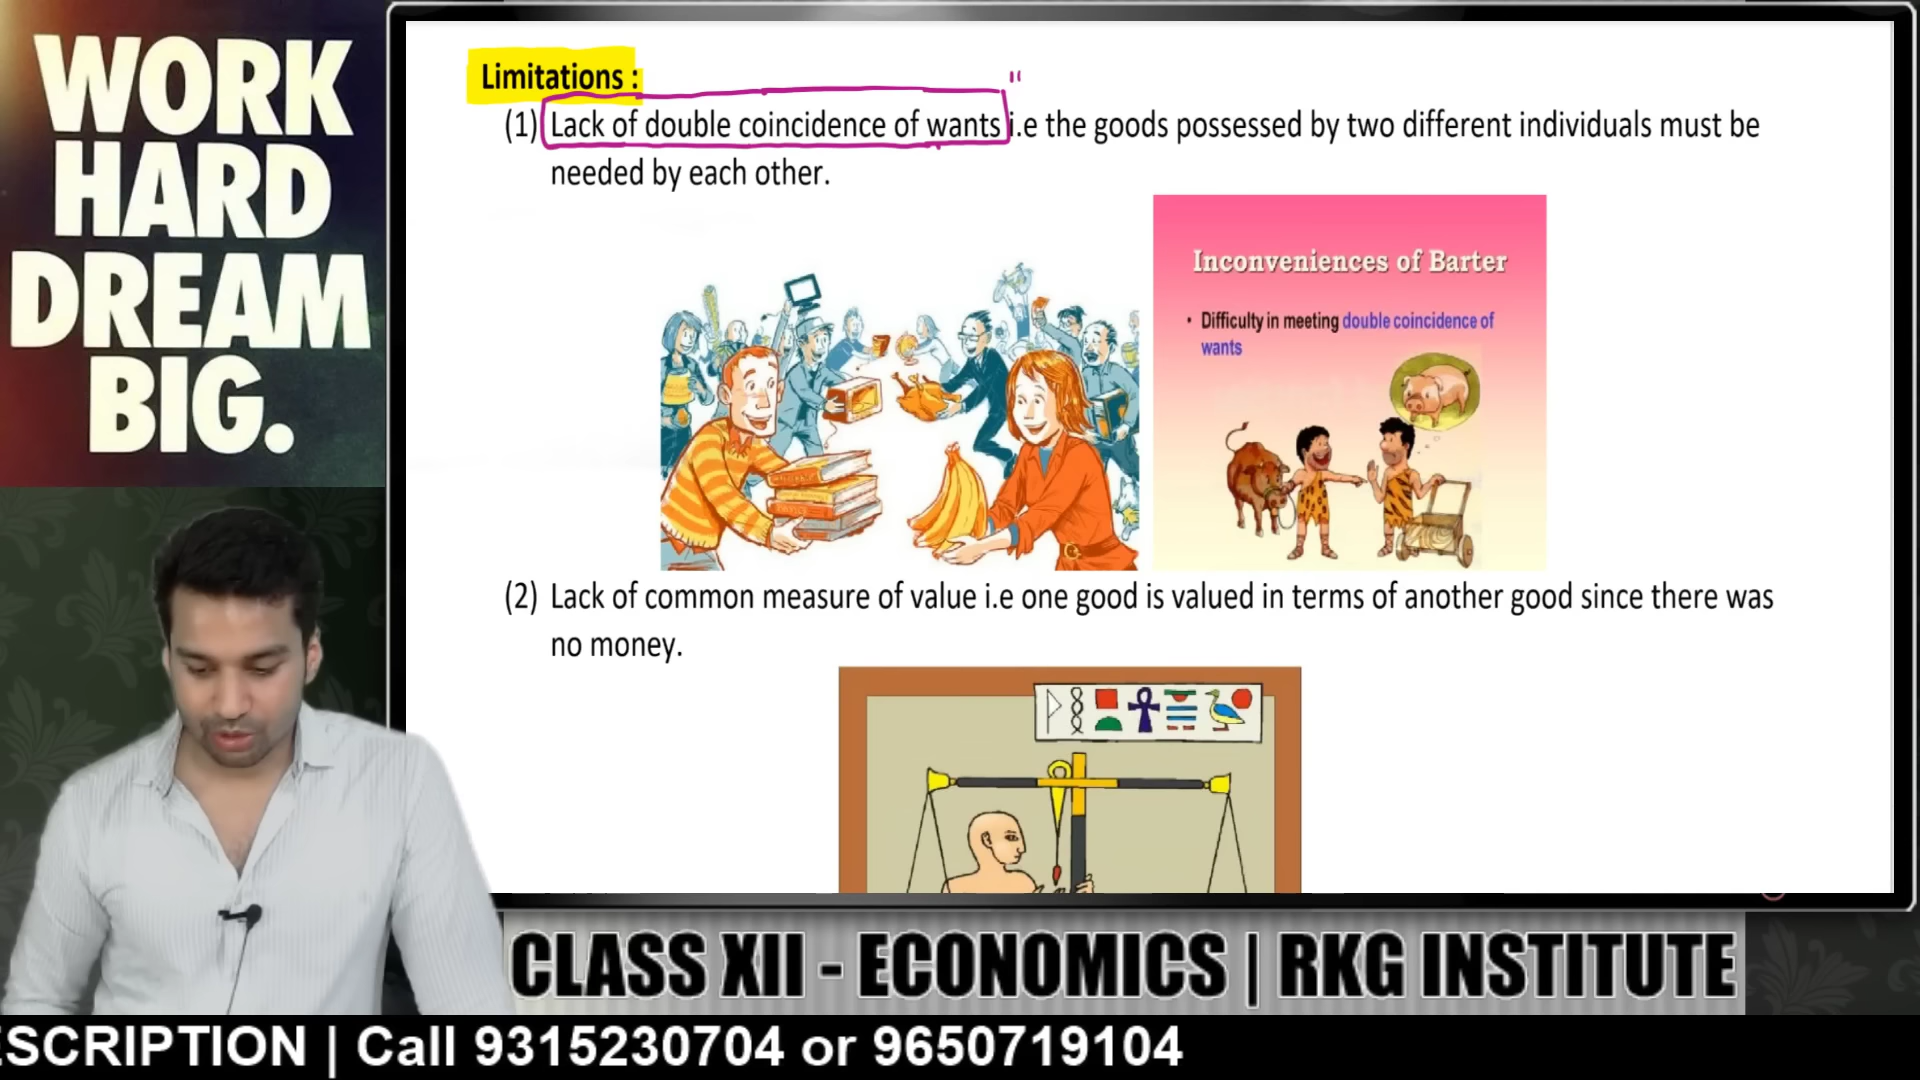 WORK
HARD
DREAM
BIG.
Limitations :
(1) Lack of double coincidence of wants i.e the goods possessed by two different individuals must be
needed by each other.
Inconveniences of Barter
• Difficulty in meeting double coincidence of
wants
(2) Lack of common measure of value i.e one good is valued in terms of another good since there was
no money.
CLASS XII - ECONOMICS | RKG INSTITUTE
ESCRIPTION | Call 9315230704 or 9650719104